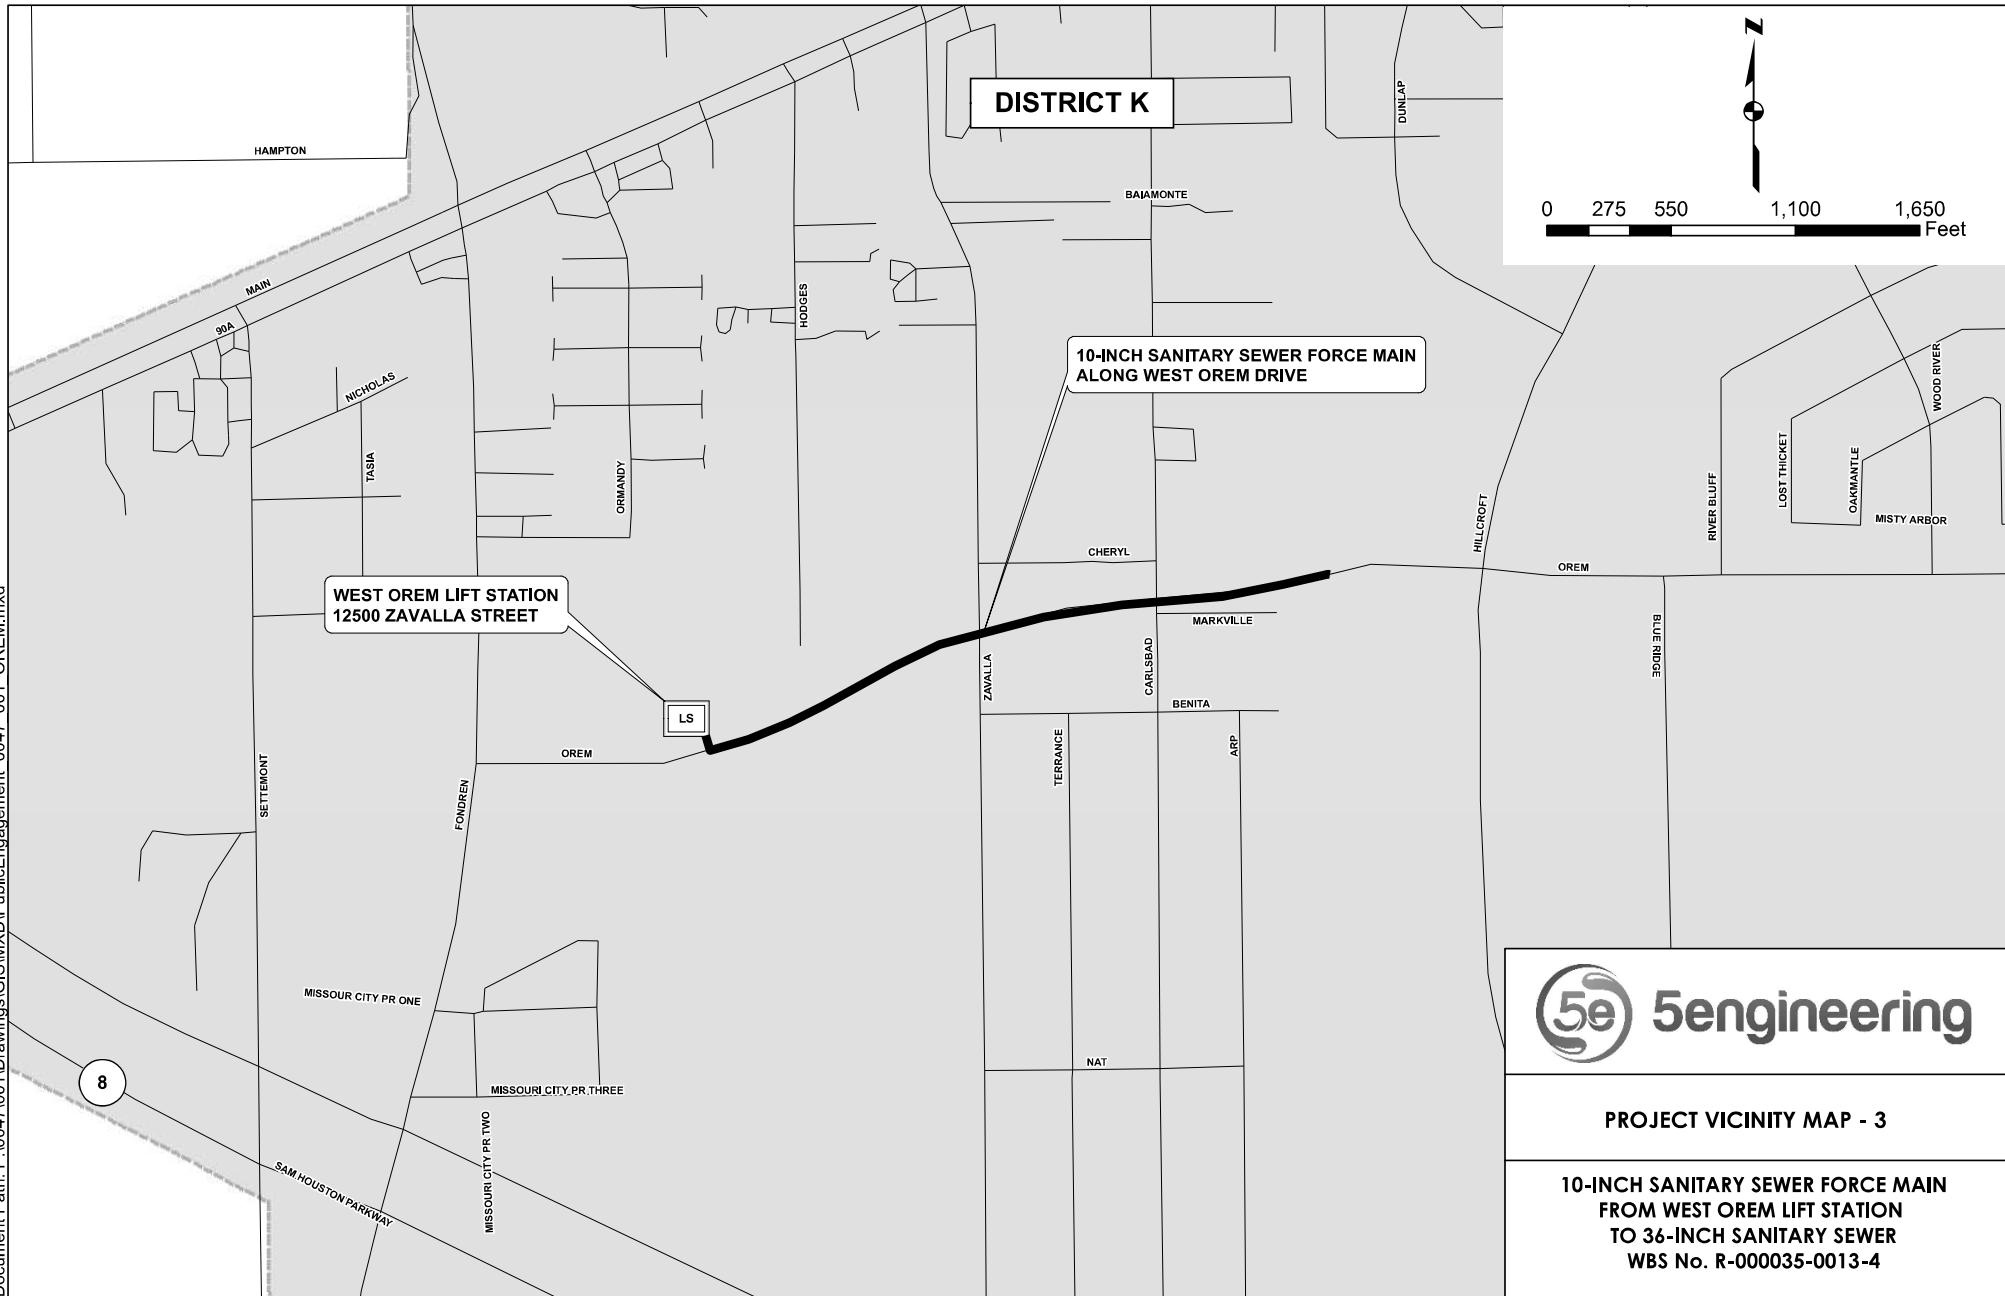 DISTRICT K
DUNLAP
Z
HAMPTON
BAIAMONTE
0 275 550 1,100 1,650
Feet
MAIN
90A
HODGES
10-INCH SANITARY SEWER FORCE MAIN
ALONG WEST OREM DRIVE
NICHOLAS
WOOD RIVER
TASIA
ORMANDY
LOST THICKET
OAKMANTLE
RIVER BLUFF
MISTY ARBOR
HILLCROFT
CHERYL
OREM
WEST OREM LIFT STATION
12500 ZAVALLA STREET
MARKVILLE
BLUE RIDGE
ZAVALLA
CARLSBAD
LS
BENITA
OREM
TERRANCE
ARP
SETTEMONT
FONDREN
MISSOUR CITY PR ONE
5e 5engineering
NAT
8
MISSOURI CITY PR THREE
MISSOURI CITY PR TWO
SAM HOUSTON PARKWAY
PROJECT VICINITY MAP - 3
10-INCH SANITARY SEWER FORCE MAIN
FROM WEST OREM LIFT STATION
TO 36-INCH SANITARY SEWER
WBS No. R-000035-0013-4